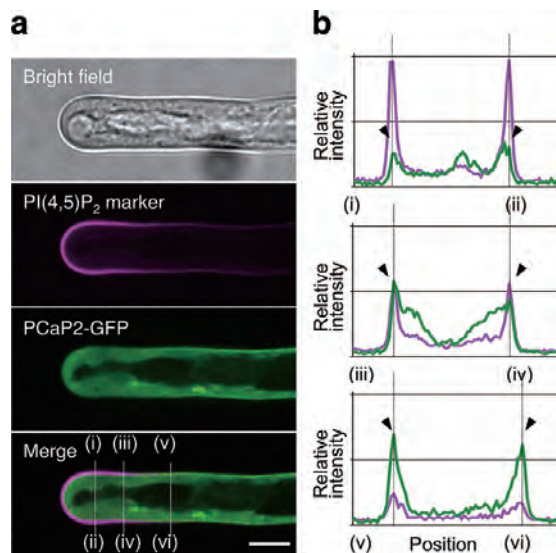 a
Bright field
PI(4,5)P₂ marker
PCaP2-GFP
Merge
(i) (iii) (v)
(ii) (iv) (vi)
b
Relative
intensity
(i) (ii)
Relative
intensity
(iii) (iv)
Relative
intensity
(v) Position (vi)